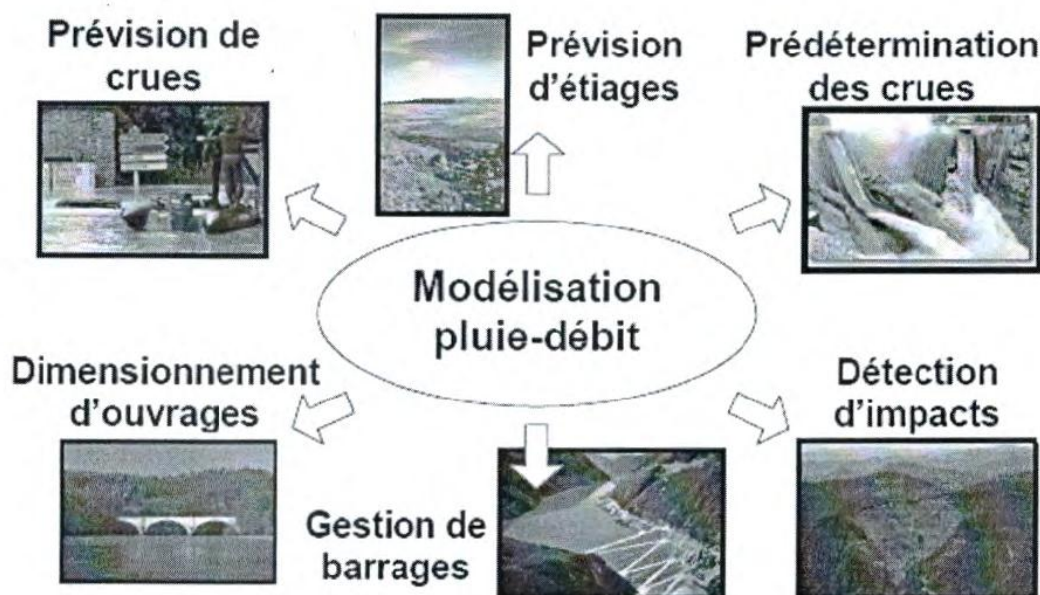 Prévision de
crues
Prévision
d'étiages
Prédétermination
des crues
Modélisation
pluie-débit
Dimensionnement
d'ouvrages
Détection
d'impacts
Gestion de
barrages